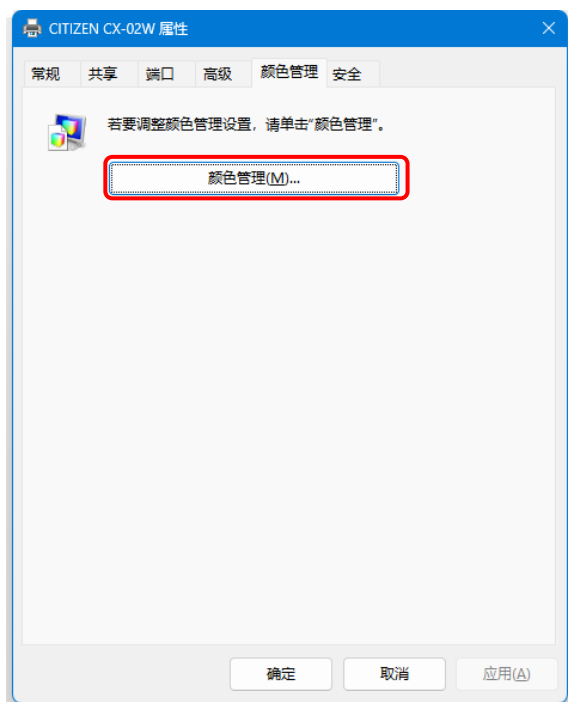 CITIZEN CX-02W 属性
常规 共享 端口 高级 颜色管理 安全
若要调整颜色管理设置，请单击“颜色管理”。
颜色管理(M)...
确定 取消 应用(A)